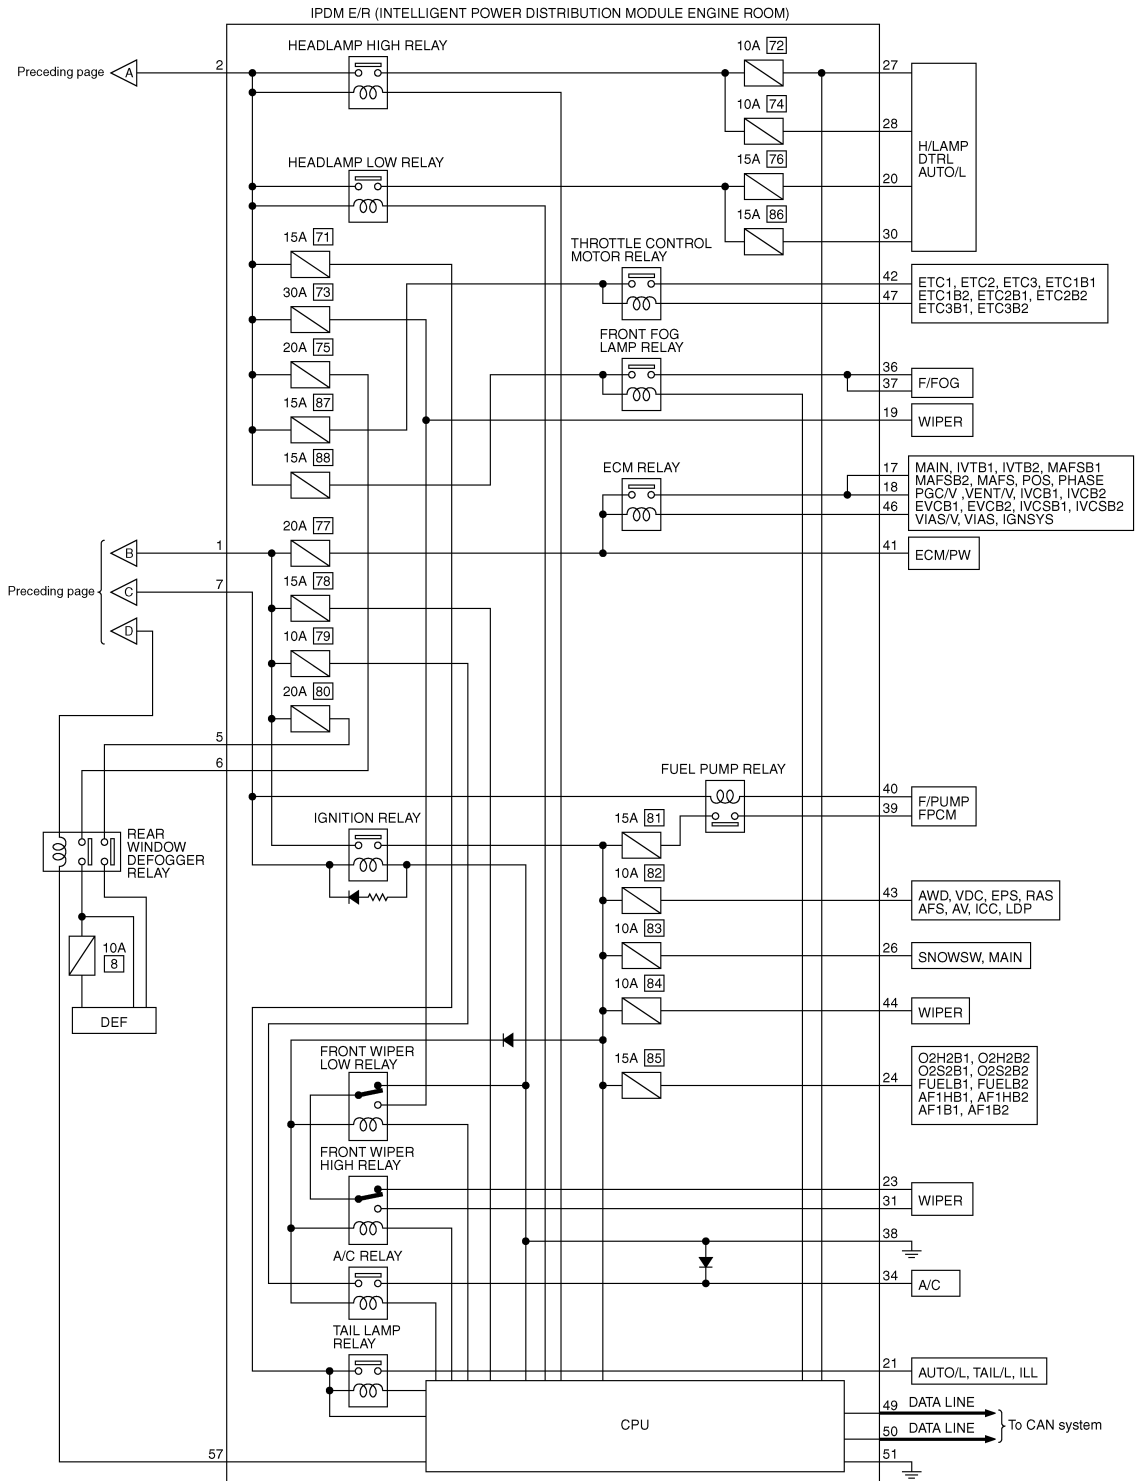 IPDM E/R (INTELLIGENT POWER DISTRIBUTION MODULE ENGINE ROOM)
HEADLAMP HIGH RELAY
10A 72
Preceding page
A
2
27
10A 74
28
H/LAMP
DTRL
AUTO/L
HEADLAMP LOW RELAY
15A 76
20
15A 86
30
15A 71
THROTTLE CONTROL
MOTOR RELAY
42
47
ETC1, ETC2, ETC3, ETC1B1
ETC1B2, ETC2B1, ETC2B2
ETC3B1, ETC3B2
30A 73
FRONT FOG
LAMP RELAY
20A 75
36
37
F/FOG
15A 87
19
WIPER
15A 88
ECM RELAY
17
18
46
MAIN, IVTB1, IVTB2, MAFSB1
MAFSB2, MAFS, POS, PHASE
PGC/V ,VENT/V, IVCB1, IVCB2
EVCB1, EVCB2, IVCSB1, IVCSB2
VIAS/V, VIAS, IGNSYS
20A 77
B
1
41
ECM/PW
15A 78
Preceding page
C
7
D
10A 79
20A 80
5
6
FUEL PUMP RELAY
40
39
F/PUMP
FPCM
IGNITION RELAY
15A 81
REAR
WINDOW
DEFOGGER
RELAY
10A 82
43
AWD, VDC, EPS, RAS
AFS, AV, ICC, LDP
10A
8
10A 83
26
SNOWSW, MAIN
10A 84
44
WIPER
DEF
FRONT WIPER
LOW RELAY
15A 85
24
O2H2B1, O2H2B2
O2S2B1, O2S2B2
FUELB1, FUELB2
AF1HB1, AF1HB2
AF1B1, AF1B2
FRONT WIPER
HIGH RELAY
23
31
WIPER
38
A/C RELAY
34
A/C
TAIL LAMP
RELAY
21
AUTO/L, TAIL/L, ILL
CPU
49
DATA LINE
50
DATA LINE
To CAN system
57
51